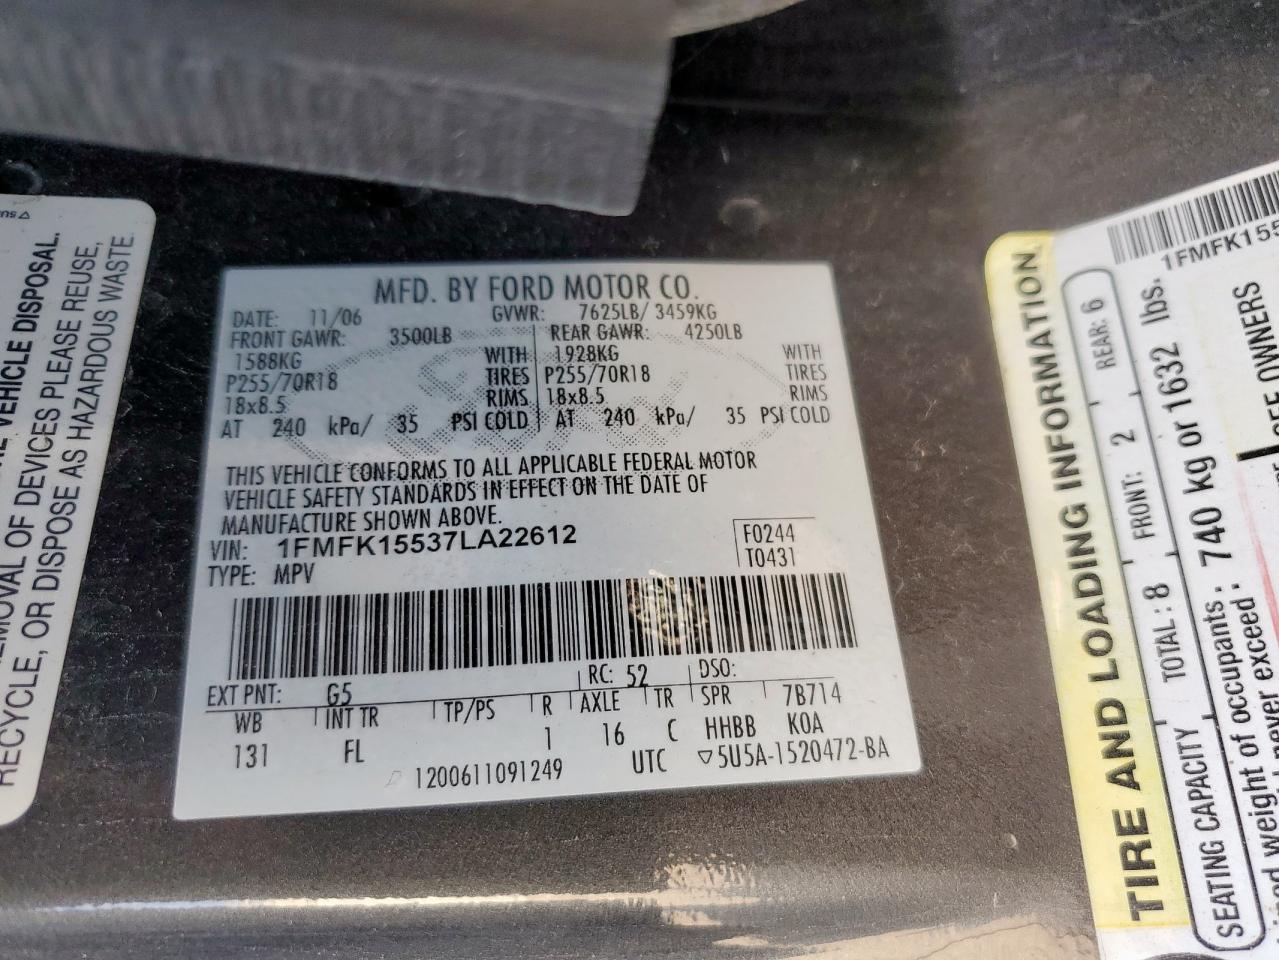 VEHICLE DISPOSAL.
REMOVAL OF DEVICES PLEASE REUSE,
RECYCLE, OR DISPOSE AS HAZARDOUS WASTE
MFD. BY FORD MOTOR CO.
DATE: 11/06 GVWR: 7625LB/ 3459KG
FRONT GAWR: 3500LB REAR GAWR: 4250LB
1588KG WITH 1928KG WITH
P255/70R18 TIRES P255/70R18 TIRES
18x8.5 RIMS 18x8.5 RIMS
AT 240 kPa/ 35 PSI COLD AT 240 kPa/ 35 PSI COLD
THIS VEHICLE CONFORMS TO ALL APPLICABLE FEDERAL MOTOR
VEHICLE SAFETY STANDARDS IN EFFECT ON THE DATE OF
MANUFACTURE SHOWN ABOVE.
VIN: 1FMFK15537LA22612 F0244
TYPE: MPV T0431
RC: 52 DSO:
EXT PNT: G5 7B714
WB INT TR TP/PS R AXLE TR SPR
131 FL 1 16 C HHBB KOA
1200611091249 UTC ▽5U5A-1520472-BA
1FMFK155
TIRE AND LOADING INFORMATION
SEATING CAPACITY TOTAL : 8 FRONT: 2 REAR: 6
weight of occupants : 740 kg or 1632 lbs.
never exceed :
SEE OWNERS